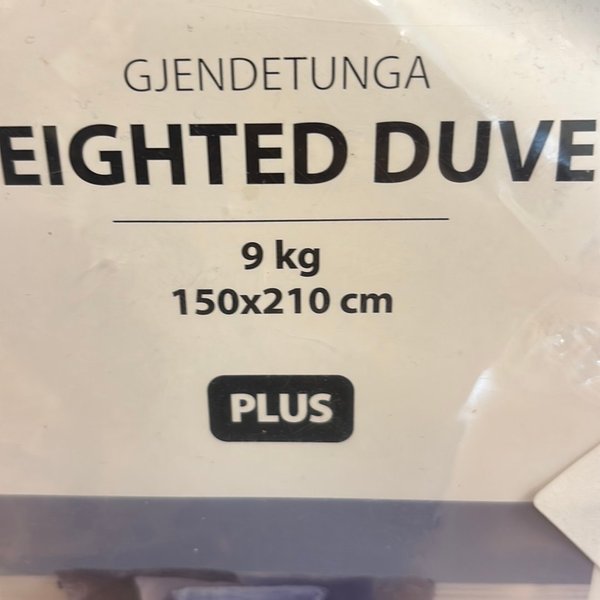 GJENDETUNGA
EIGHTED DUVE
9 kg
150x210 cm
PLUS